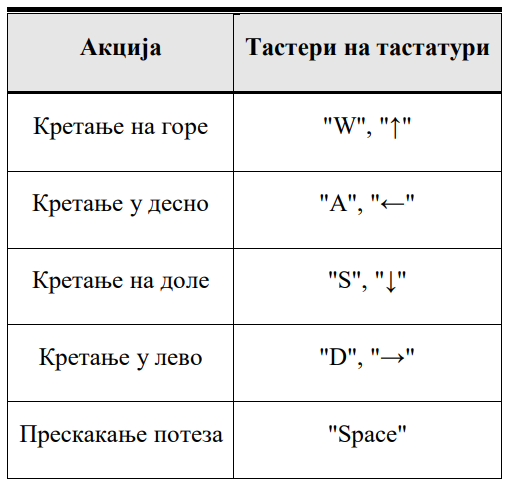 Акција Тастери на тастатури
Кретање на горе "W", "↑"
Кретање у десно "A", "←"
Кретање на доле "S", "↓"
Кретање у лево "D", "→"
Прескакање потеза "Space"